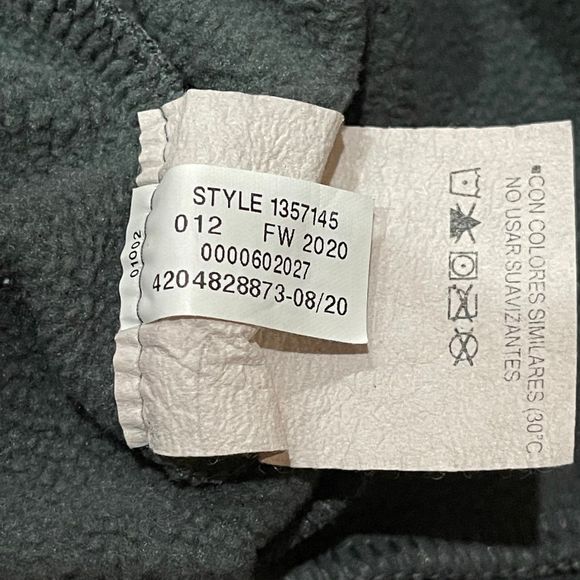 STYLE 1357145
012 FW 2020
0000602027
4204828873-08/20
01002
*CON COLORES SIMILARES (30°C
NO USAR SUAVIZANTES